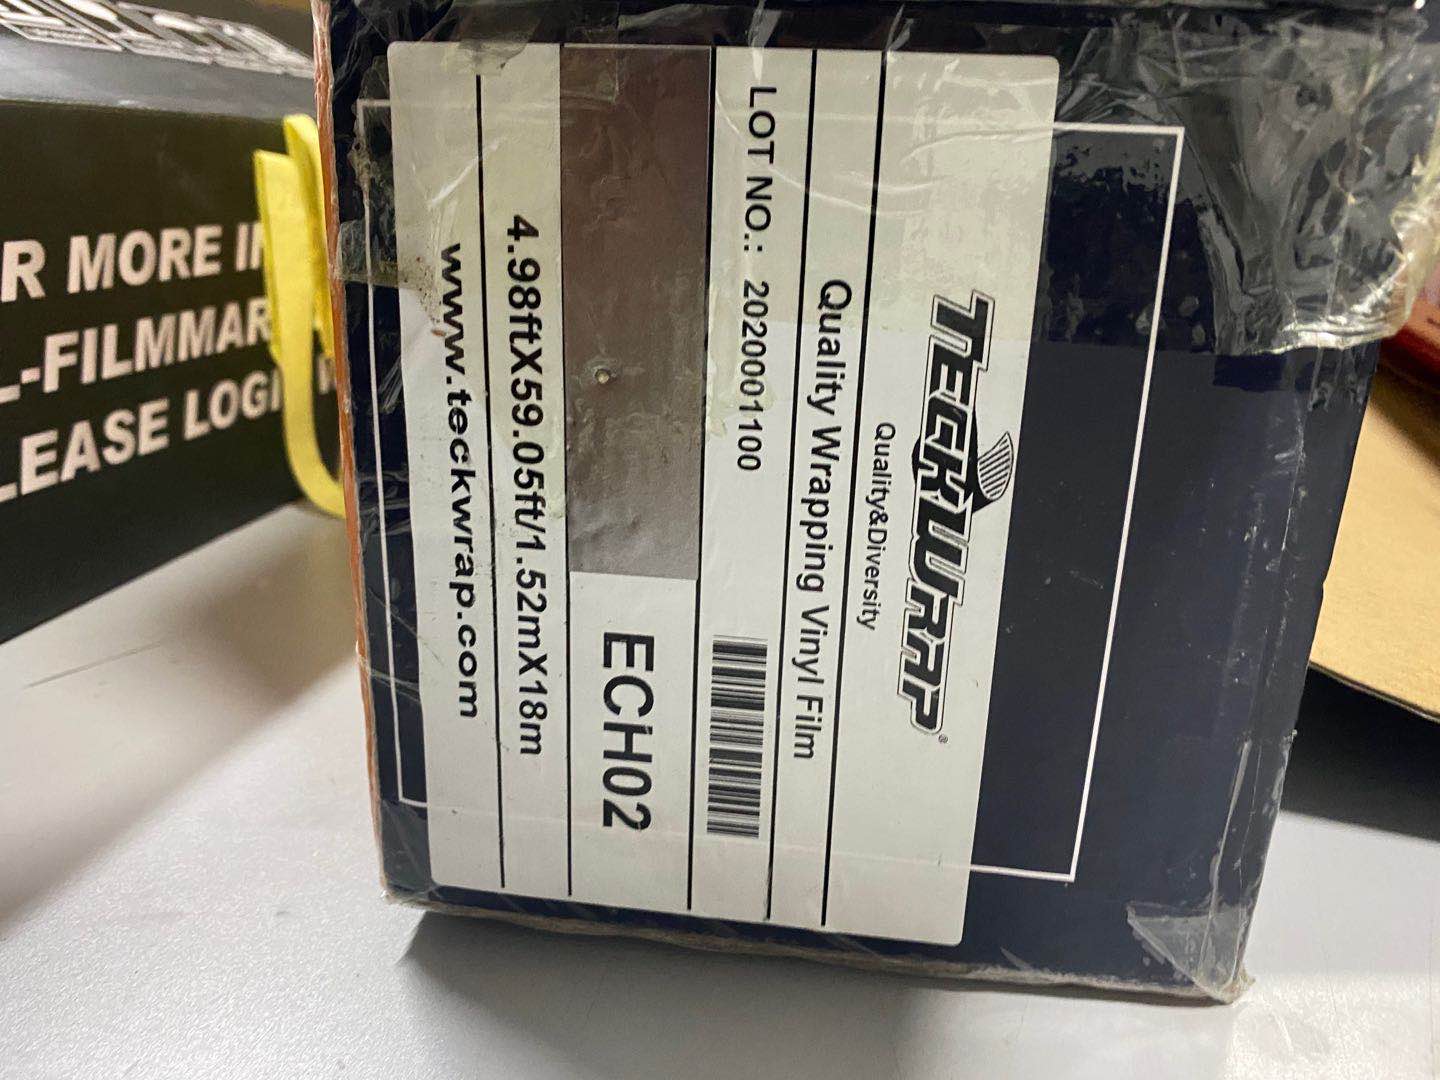 TECKWRAP®
Quality&Diversity
Quality Wrapping Vinyl Film
LOT NO.: 2020001100
ECH02
4.98ftX59.05ft/1.52mX18m
www.teckwrap.com
R MORE
L-FILMMAR
LEASE LOGI